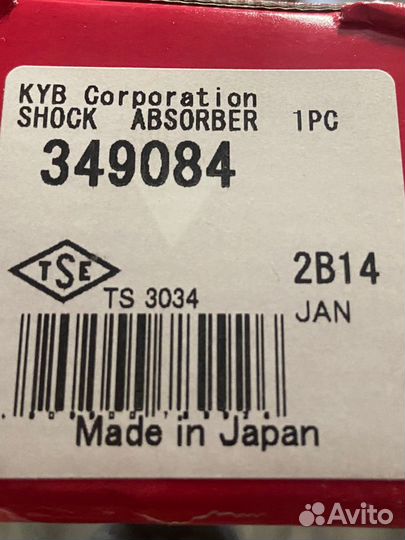 KYB Corporation
SHOCK ABSORBER 1PC
349084
TSE
2B14
TS 3034
JAN
Made in Japan
Avito